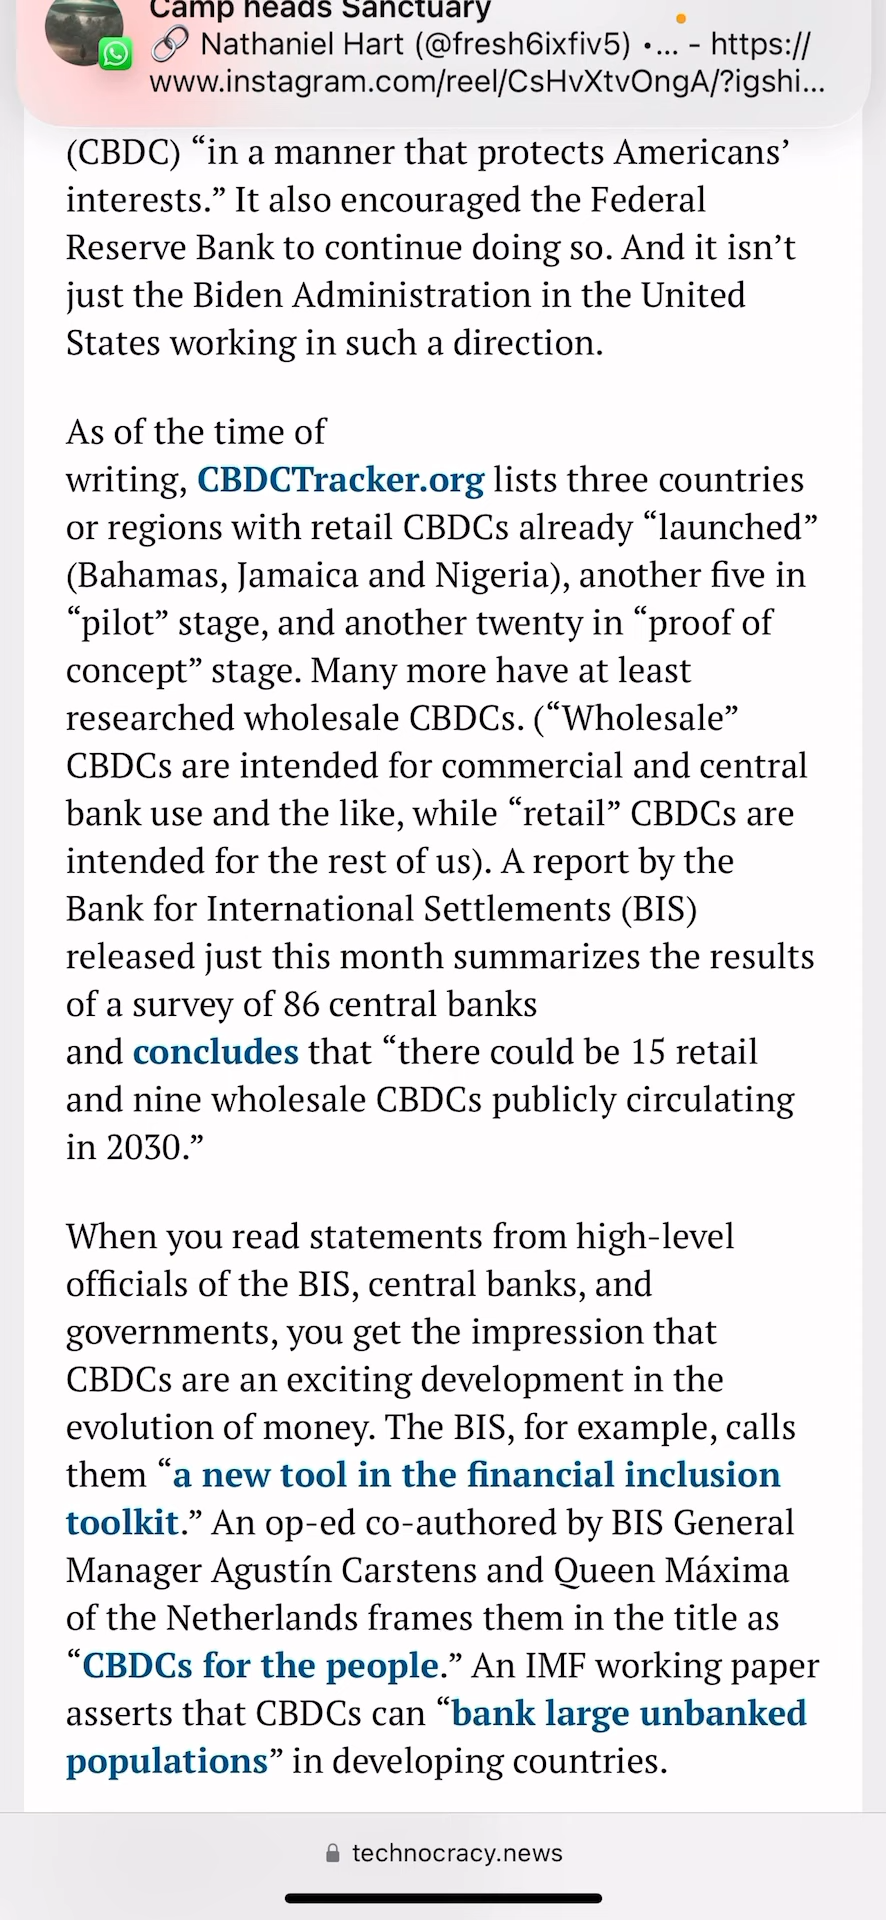 Camp heads Sanctuary
🔗 Nathaniel Hart (@fresh6ixfiv5) •... - https://
www.instagram.com/reel/CsHvXtvOngA/?igshi...
(CBDC) “in a manner that protects Americans’
interests.” It also encouraged the Federal
Reserve Bank to continue doing so. And it isn’t
just the Biden Administration in the United
States working in such a direction.
As of the time of
writing, CBDCTracker.org lists three countries
or regions with retail CBDCs already “launched”
(Bahamas, Jamaica and Nigeria), another five in
“pilot” stage, and another twenty in “proof of
concept” stage. Many more have at least
researched wholesale CBDCs. (“Wholesale”
CBDCs are intended for commercial and central
bank use and the like, while “retail” CBDCs are
intended for the rest of us). A report by the
Bank for International Settlements (BIS)
released just this month summarizes the results
of a survey of 86 central banks
and concludes that “there could be 15 retail
and nine wholesale CBDCs publicly circulating
in 2030.”
When you read statements from high-level
officials of the BIS, central banks, and
governments, you get the impression that
CBDCs are an exciting development in the
evolution of money. The BIS, for example, calls
them “a new tool in the financial inclusion
toolkit.” An op-ed co-authored by BIS General
Manager Agustín Carstens and Queen Máxima
of the Netherlands frames them in the title as
“CBDCs for the people.” An IMF working paper
asserts that CBDCs can “bank large unbanked
populations” in developing countries.
technocracy.news